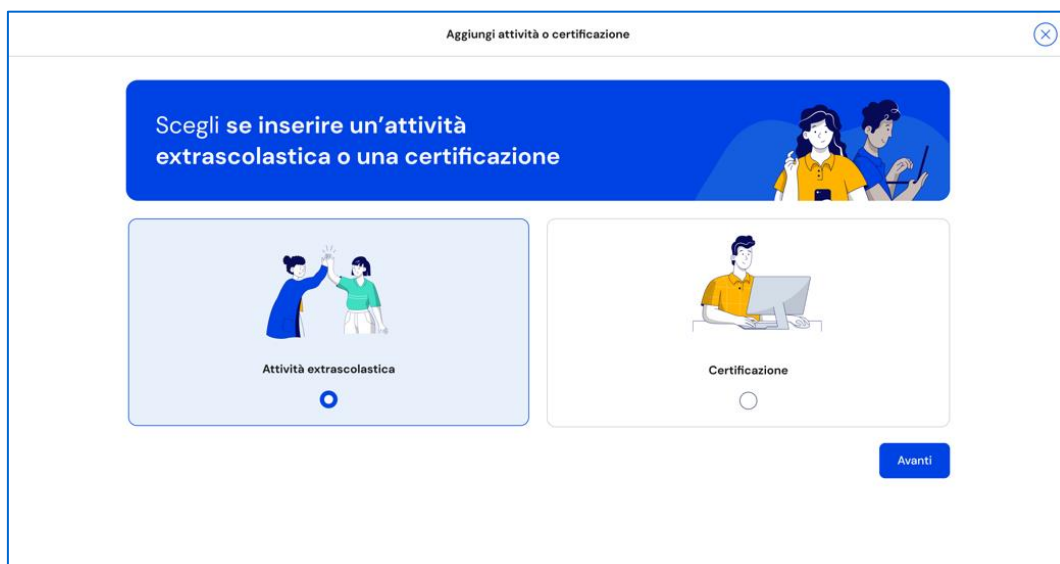 Aggiungi attività o certificazione
Scegli se inserire un'attività
extrascolastica o una certificazione
Attività extrascolastica
Certificazione
Avanti